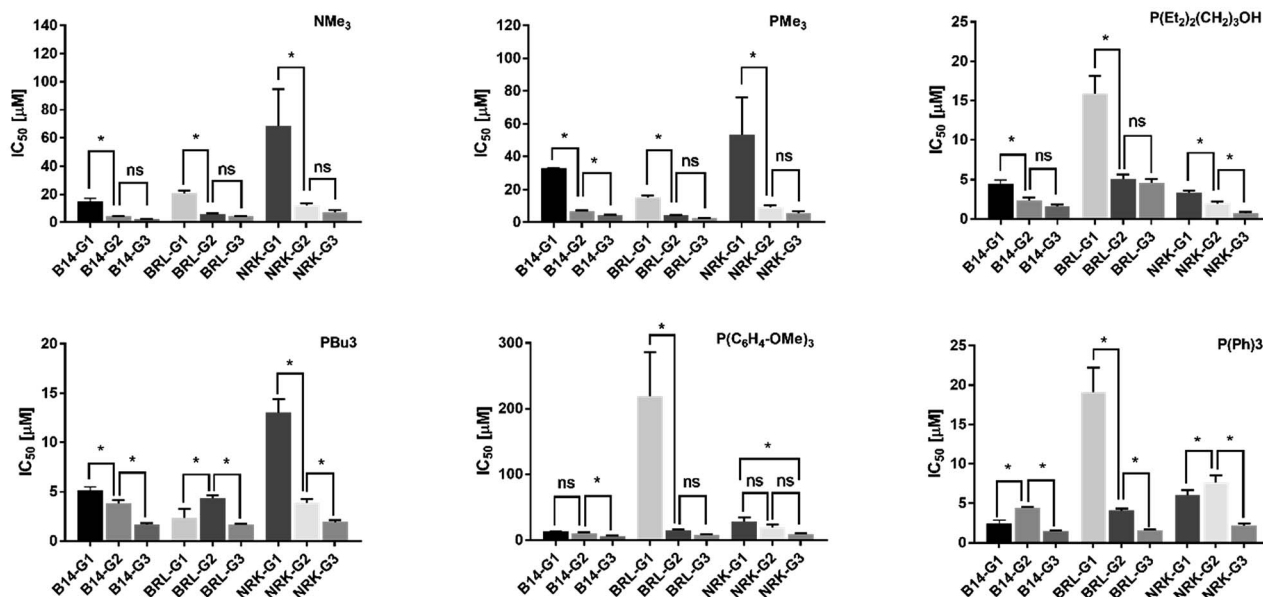 NMe3
IC50 [µM]
140
120
100
80
60
40
20
0
*
*
ns
*
ns
*
ns
B14-G1
B14-G2
B14-G3
BRL-G1
BRL-G2
BRL-G3
NRK-G1
NRK-G2
NRK-G3
PMe3
IC50 [µM]
120
100
80
60
40
20
0
*
*
*
*
ns
*
ns
B14-G1
B14-G2
B14-G3
BRL-G1
BRL-G2
BRL-G3
NRK-G1
NRK-G2
NRK-G3
P(Et2)2(CH2)3OH
IC50 [µM]
25
20
15
10
5
0
*
ns
*
ns
*
*
B14-G1
B14-G2
B14-G3
BRL-G1
BRL-G2
BRL-G3
NRK-G1
NRK-G2
NRK-G3
PBu3
IC50 [µM]
20
15
10
5
0
*
*
*
*
*
*
B14-G1
B14-G2
B14-G3
BRL-G1
BRL-G2
BRL-G3
NRK-G1
NRK-G2
NRK-G3
P(C6H4-OMe)3
IC50 [µM]
300
200
100
0
ns
*
*
ns
*
ns
ns
B14-G1
B14-G2
B14-G3
BRL-G1
BRL-G2
BRL-G3
NRK-G1
NRK-G2
NRK-G3
P(Ph)3
IC50 [µM]
25
20
15
10
5
0
*
*
*
*
*
*
B14-G1
B14-G2
B14-G3
BRL-G1
BRL-G2
BRL-G3
NRK-G1
NRK-G2
NRK-G3